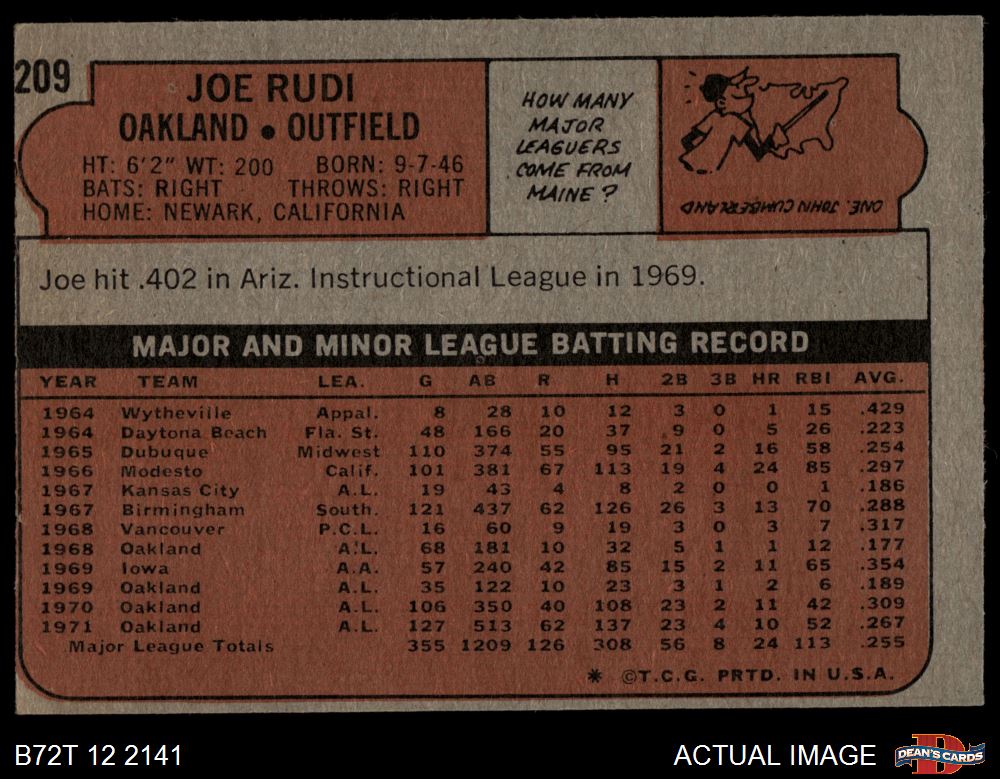 209
JOE RUDI
OAKLAND • OUTFIELD
HT: 6'2" WT: 200 BORN: 9-7-46
BATS: RIGHT THROWS: RIGHT
HOME: NEWARK, CALIFORNIA
HOW MANY
MAJOR
LEAGUERS
COME FROM
MAINE ?
ONE. JOHN CUMBERLAND
Joe hit .402 in Ariz. Instructional League in 1969.
MAJOR AND MINOR LEAGUE BATTING RECORD
YEAR TEAM LEA. G AB R H 2B 3B HR RBI AVG.
1964 Wytheville Appal. 8 28 10 12 3 0 1 15 .429
1964 Daytona Beach Fla. St. 48 166 20 37 9 0 5 26 .223
1965 Dubuque Midwest 110 374 55 95 21 2 16 58 .254
1966 Modesto Calif. 101 381 67 113 19 4 24 85 .297
1967 Kansas City A.L. 19 43 4 8 2 0 0 1 .186
1967 Birmingham South. 121 437 62 126 26 3 13 70 .288
1968 Vancouver P.C.L. 16 60 9 19 3 0 3 7 .317
1968 Oakland A.L. 68 181 10 32 5 1 1 12 .177
1969 Iowa A.A. 57 240 42 85 15 2 11 65 .354
1969 Oakland A.L. 35 122 10 23 3 1 2 6 .189
1970 Oakland A.L. 106 350 40 108 23 2 11 42 .309
1971 Oakland A.L. 127 513 62 137 23 4 10 52 .267
Major League Totals 355 1209 126 308 56 8 24 113 .255
* ©T.C.G. PRTD. IN U.S.A.
B72T 12 2141
ACTUAL IMAGE
DEAN'S CARDS